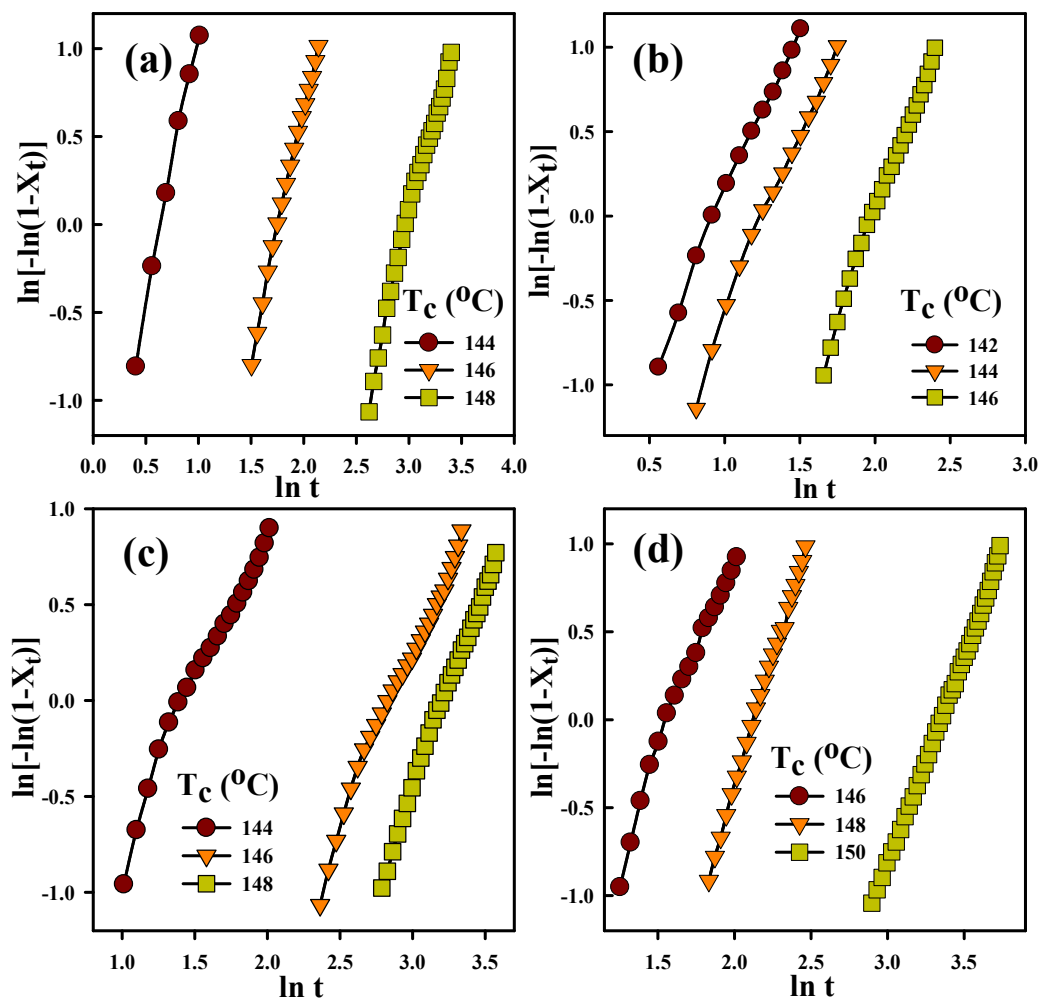 (a)
ln[-ln(1-Xt)]
1.0
0.5
0.0
-0.5
-1.0
Tc (oC)
144
146
148
0.0 0.5 1.0 1.5 2.0 2.5 3.0 3.5 4.0
ln t
(b)
ln[-ln(1-Xt)]
1.0
0.5
0.0
-0.5
-1.0
Tc (oC)
142
144
146
0.5 1.0 1.5 2.0 2.5 3.0
ln t
(c)
ln[-ln(1-Xt)]
1.0
0.5
0.0
-0.5
-1.0
Tc (oC)
144
146
148
1.0 1.5 2.0 2.5 3.0 3.5
ln t
(d)
ln[-ln(1-Xt)]
1.0
0.5
0.0
-0.5
-1.0
Tc (oC)
146
148
150
1.5 2.0 2.5 3.0 3.5
ln t